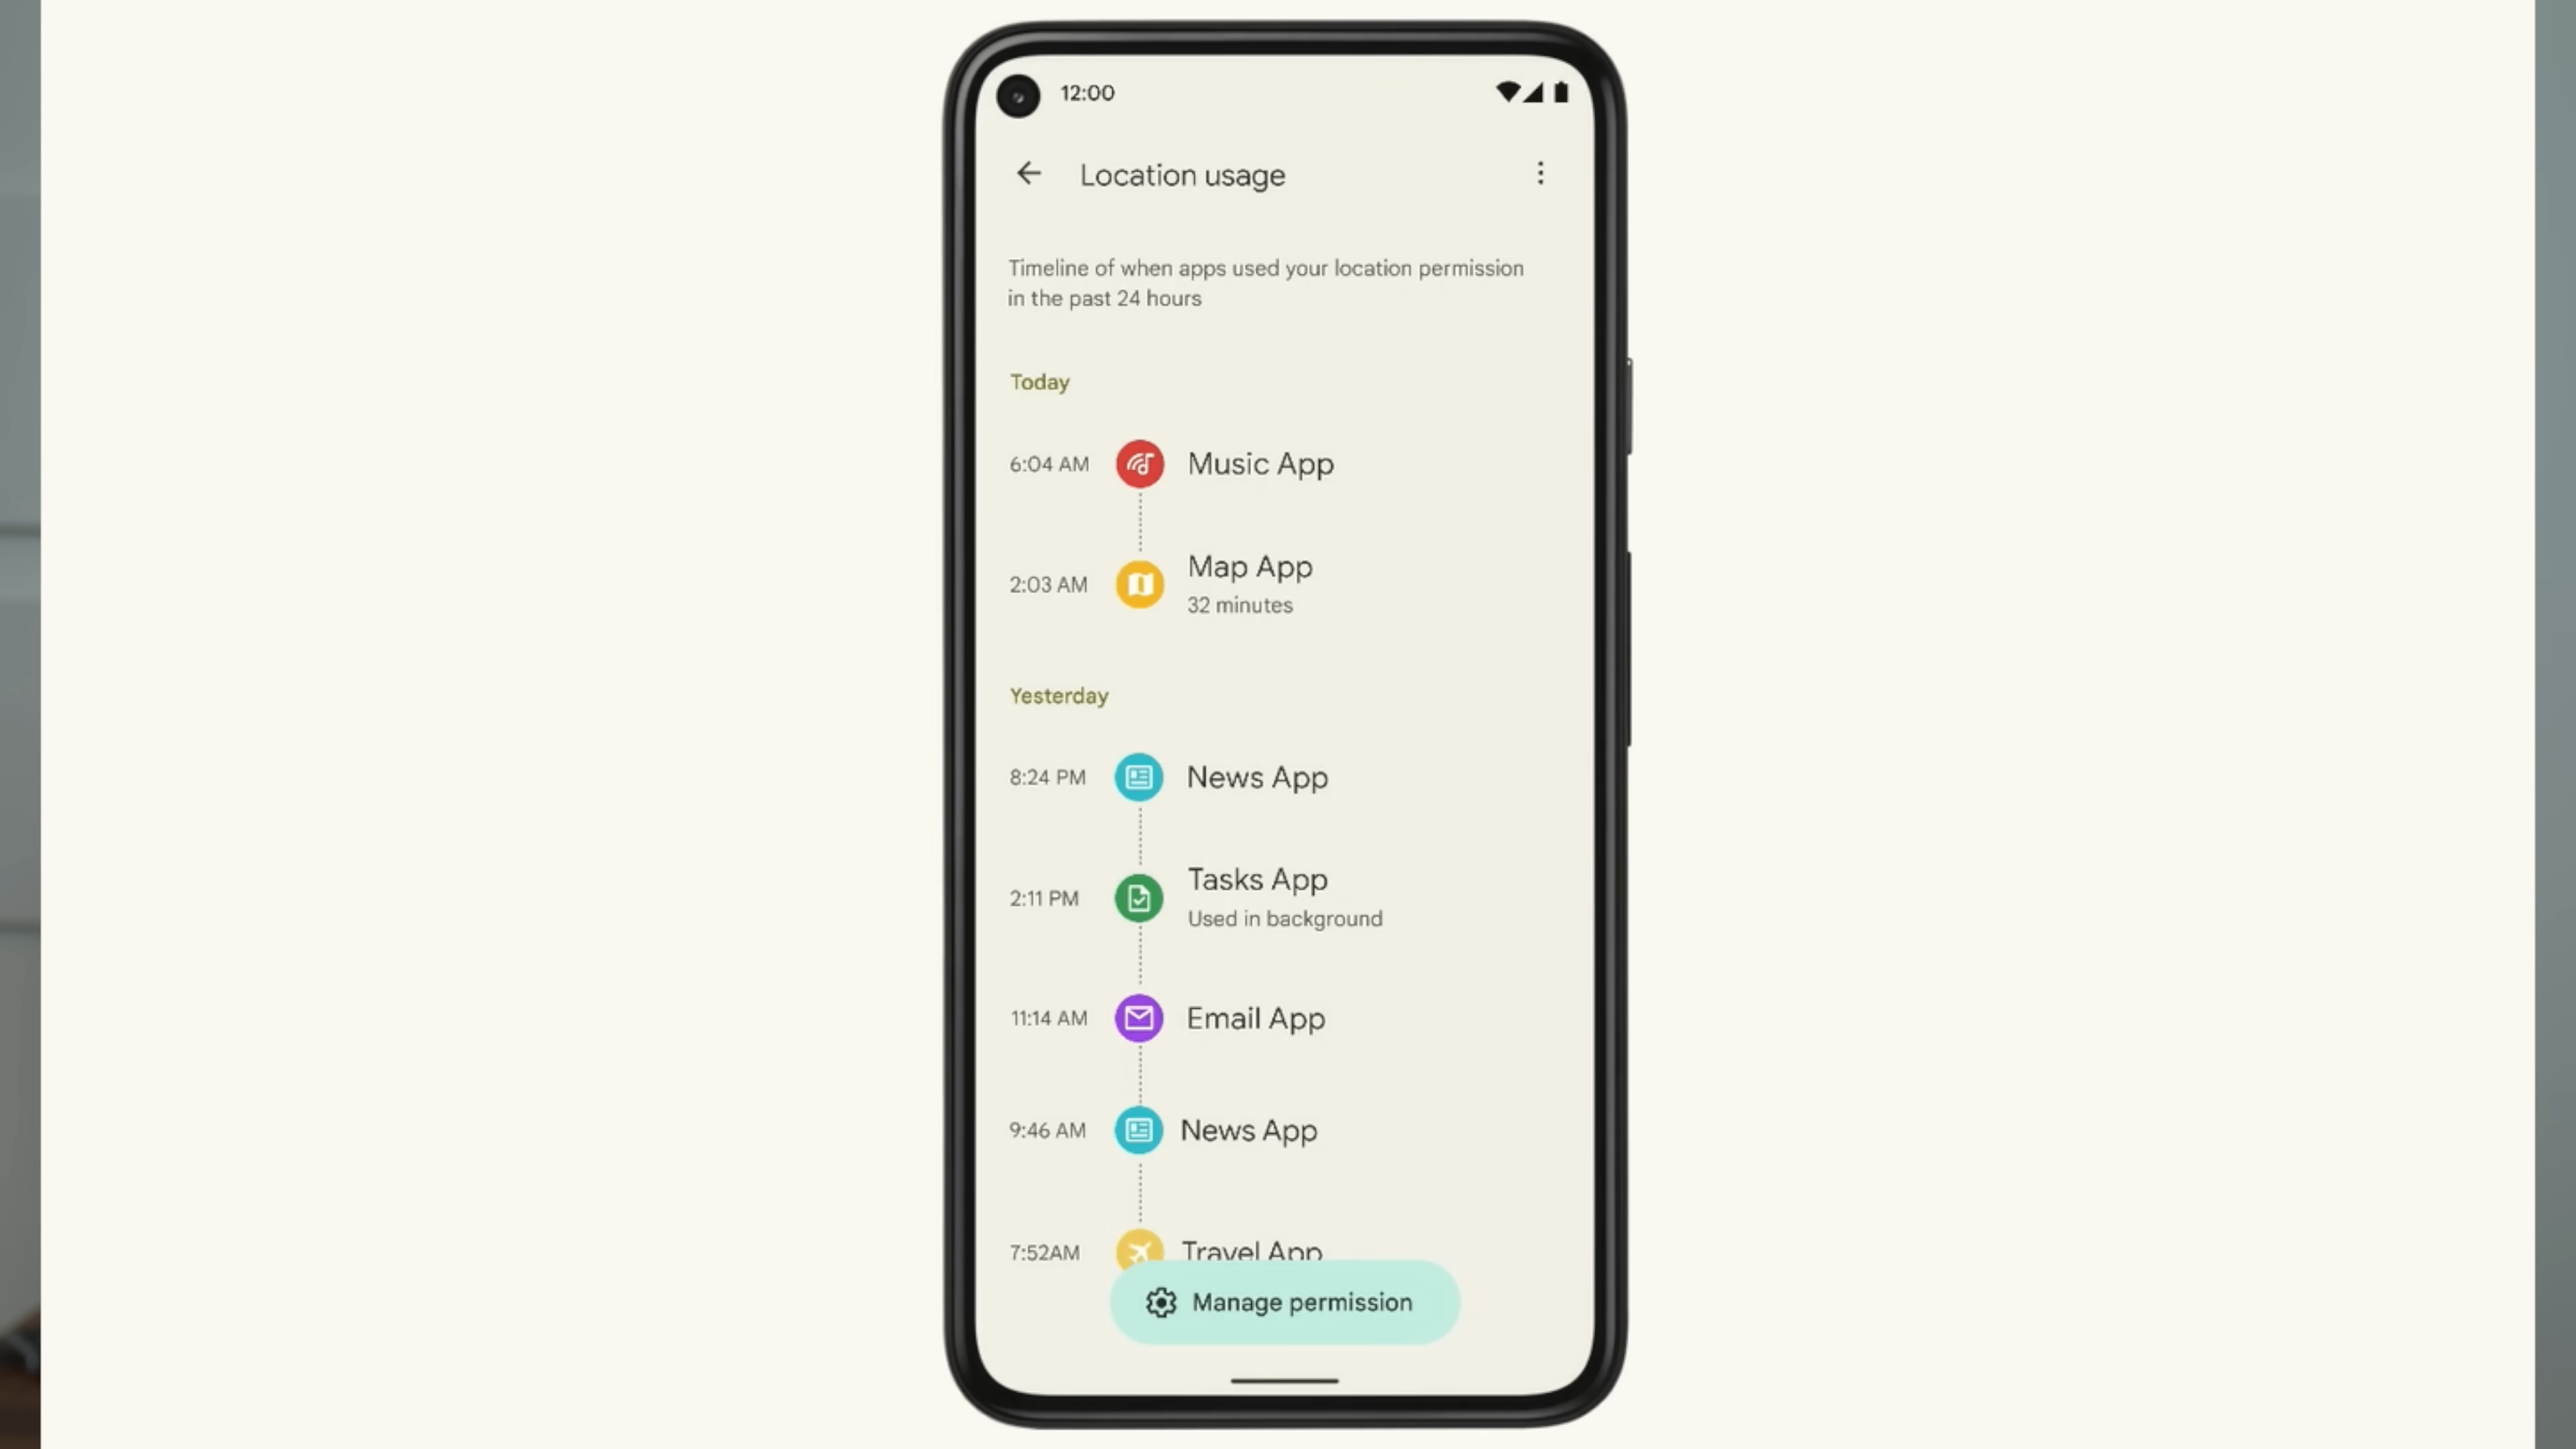 12:00
Location usage
Timeline of when apps used your location permission
in the past 24 hours
Today
6:04 AM Music App
2:03 AM Map App
32 minutes
Yesterday
8:24 PM News App
2:11 PM Tasks App
Used in background
11:14 AM Email App
9:46 AM News App
7:52AM Travel App
Manage permission